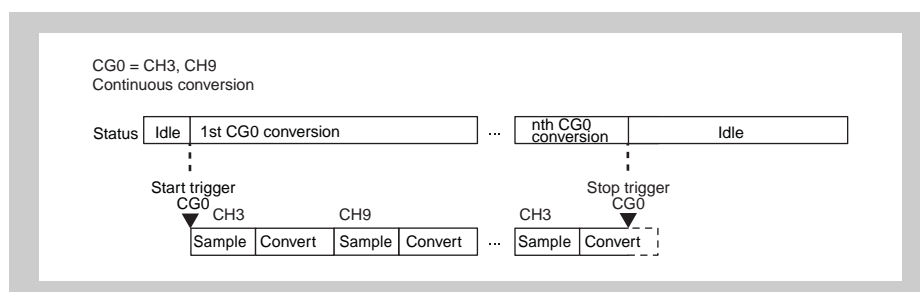 CG0 = CH3, CH9
Continuous conversion
Status Idle 1st CG0 conversion ... nth CG0 conversion Idle
Start trigger CG0
Stop trigger CG0
CH3 CH9 CH3
Sample Convert Sample Convert ... Sample Convert